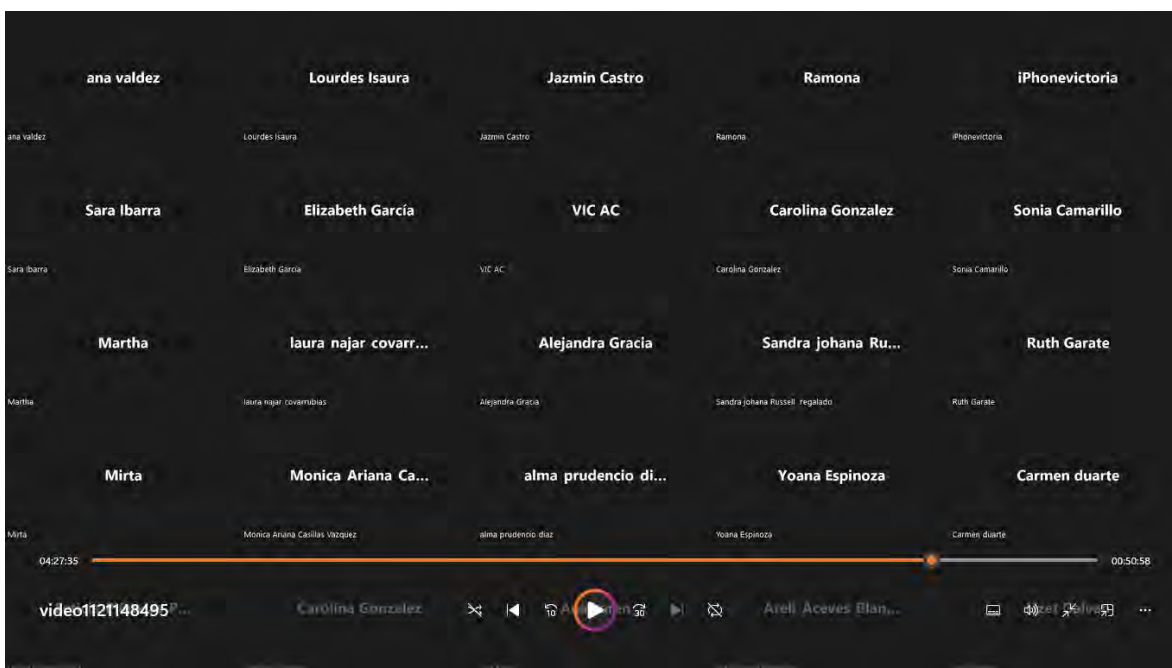 ana valdez Lourdes Isaura Jazmin Castro Ramona iPhonevictoria
ana valdez Lourdes Isaura Jazmin Castro Ramona iPhonevictoria
Sara Ibarra Elizabeth García VIC AC Carolina Gonzalez Sonia Camarillo
Sara Ibarra Elizabeth García VIC AC Carolina Gonzalez Sonia Camarillo
Martha laura najar covarr... Alejandra Gracia Sandra johana Ru... Ruth Garate
Martha laura najar covarrubias Alejandra Gracia Sandra johana Russell regalado Ruth Garate
Mirta Monica Ariana Ca... alma prudencio di... Yoana Espinoza Carmen duarte
Mirta Monica Ariana Casillas Vazquez alma prudencio diaz Yoana Espinoza Carmen duarte
04:27:35 00:50:58
video1121148495 Carolina Gonzalez 10 30 Areli Aceves Blan...